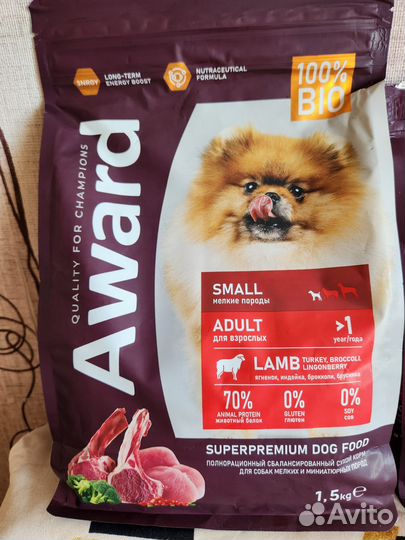 3NRGY
LONG-TERM
ENERGY BOOST
NUTRACEUTICAL
FORMULA
100%
BIO
QUALITY FOR CHAMPIONS
Award
SMALL
мелкие породы
ADULT
для взрослых
>1
year/года
LAMB TURKEY, BROCCOLI,
LINGONBERRY
ягненок, индейка, брокколи, брусника
70% 0% 0%
ANIMAL PROTEIN GLUTEN SOY
животный белок глютен соя
SUPERPREMIUM DOG FOOD
ПОЛНОРАЦИОННЫЙ СБАЛАНСИРОВАННЫЙ СУХОЙ КОРМ
ДЛЯ СОБАК МЕЛКИХ И МИНИАТЮРНЫХ ПОРОД
1.5kg e
Avito